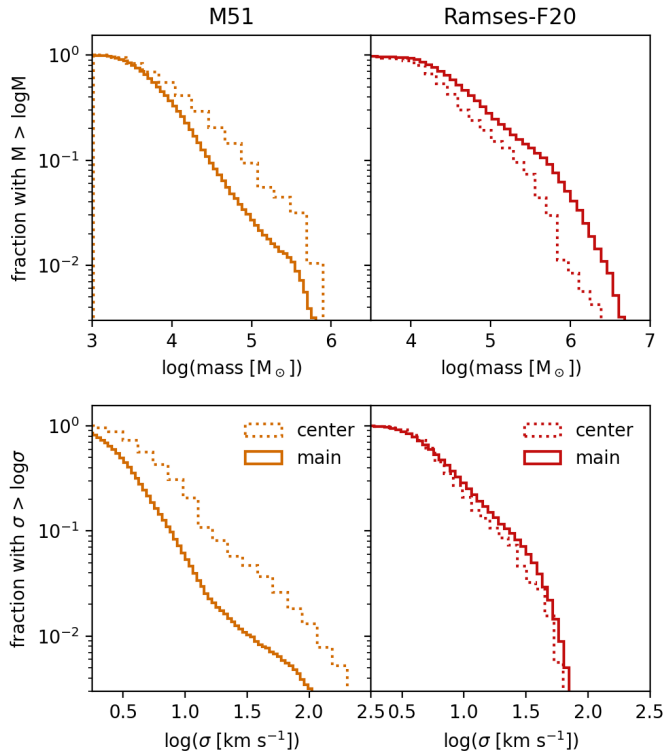 M51
Ramses-F20
fraction with M > logM
10⁰
10⁻¹
10⁻²
3 4 5 6
4 5 6 7
log(mass [M⊙])
log(mass [M⊙])
fraction with σ > logσ
10⁰
10⁻¹
10⁻²
center
main
center
main
0.5 1.0 1.5 2.0 2.5
0.5 1.0 1.5 2.0 2.5
log(σ [km s⁻¹])
log(σ [km s⁻¹])